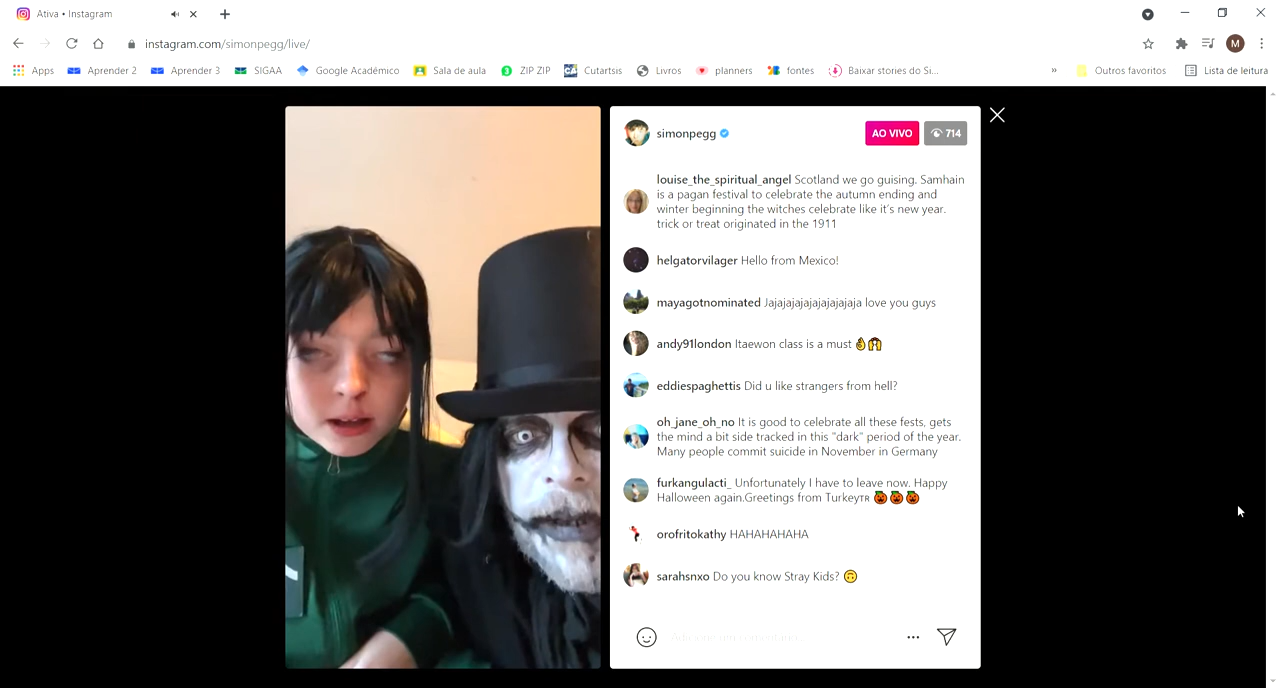 Ativa • Instagram
instagram.com/simonpegg/live/
M
Apps
Aprender 2
Aprender 3
SIGAA
Google Acadêmico
Sala de aula
ZIP ZIP
Cutartsis
Livros
planners
fontes
Baixar stories do Si...
»
Outros favoritos
Lista de leitura
simonpegg
AO VIVO
714
louise_the_spiritual_angel Scotland we go guising. Samhain
is a pagan festival to celebrate the autumn ending and
winter beginning the witches celebrate like it's new year.
trick or treat originated in the 1911
helgatorvilager Hello from Mexico!
mayagotnominated Jajajajajajajajajaja love you guys
andy91london Itaewon class is a must 👌🙌
eddiespaghettis Did u like strangers from hell?
oh_jane_oh_no It is good to celebrate all these fests, gets
the mind a bit side tracked in this "dark" period of the year.
Many people commit suicide in November in Germany
furkangulacti_ Unfortunately I have to leave now. Happy
Halloween again.Greetings from TurkeyTR 🎃🎃🎃
orofritokathy HAHAHAHAHA
sarahsnxo Do you know Stray Kids? 🙃
Adicione um comentário...